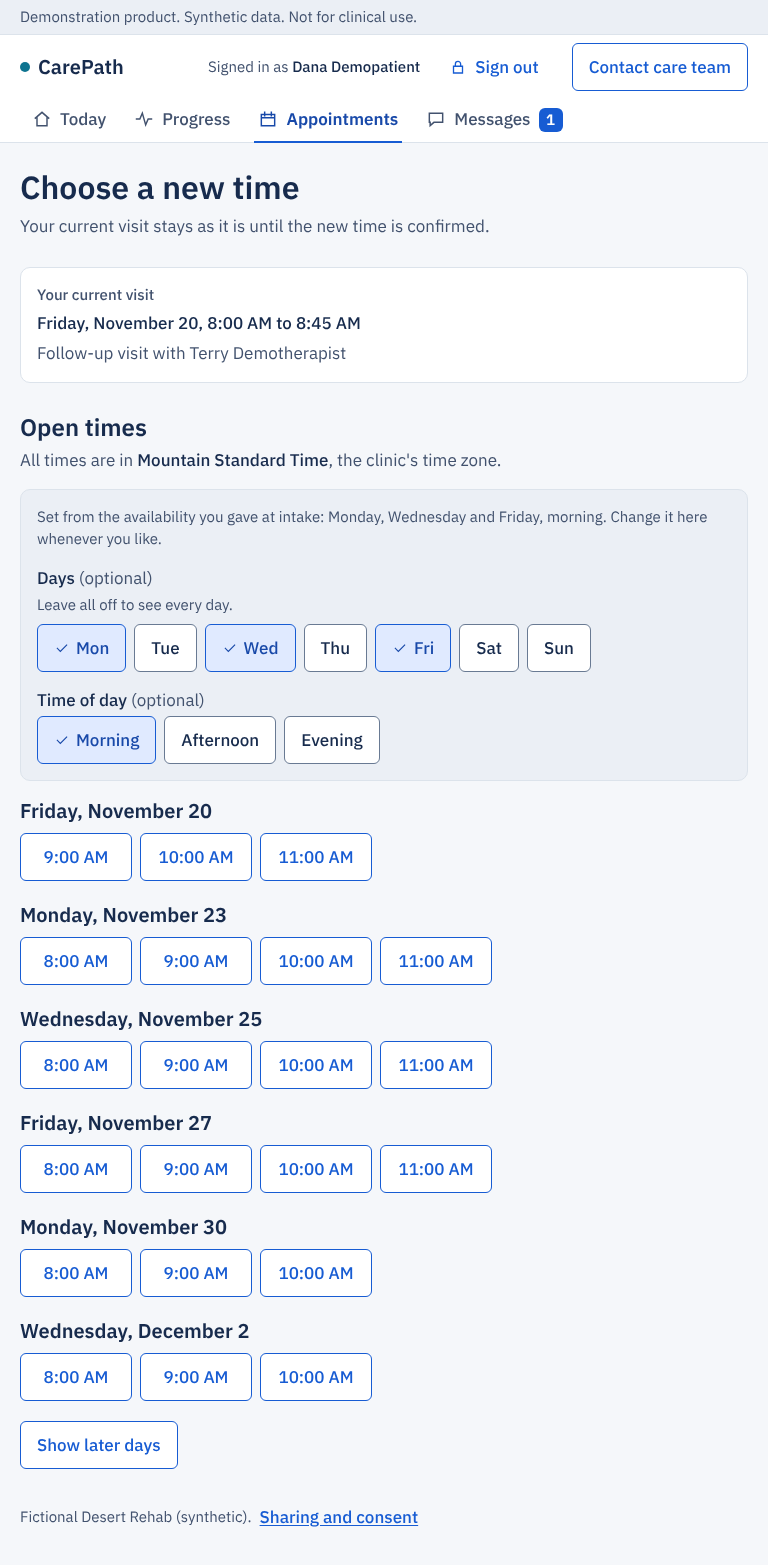 Demonstration product. Synthetic data. Not for clinical use.
CarePath
Signed in as Dana Demopatient
Sign out
Contact care team
Today
Progress
Appointments
Messages 1
Choose a new time
Your current visit stays as it is until the new time is confirmed.
Your current visit
Friday, November 20, 8:00 AM to 8:45 AM
Follow-up visit with Terry Demotherapist
Open times
All times are in Mountain Standard Time, the clinic's time zone.
Set from the availability you gave at intake: Monday, Wednesday and Friday, morning. Change it here
whenever you like.
Days (optional)
Leave all off to see every day.
Mon Tue Wed Thu Fri Sat Sun
Time of day (optional)
Morning Afternoon Evening
Friday, November 20
9:00 AM 10:00 AM 11:00 AM
Monday, November 23
8:00 AM 9:00 AM 10:00 AM 11:00 AM
Wednesday, November 25
8:00 AM 9:00 AM 10:00 AM 11:00 AM
Friday, November 27
8:00 AM 9:00 AM 10:00 AM 11:00 AM
Monday, November 30
8:00 AM 9:00 AM 10:00 AM
Wednesday, December 2
8:00 AM 9:00 AM 10:00 AM
Show later days
Fictional Desert Rehab (synthetic). Sharing and consent